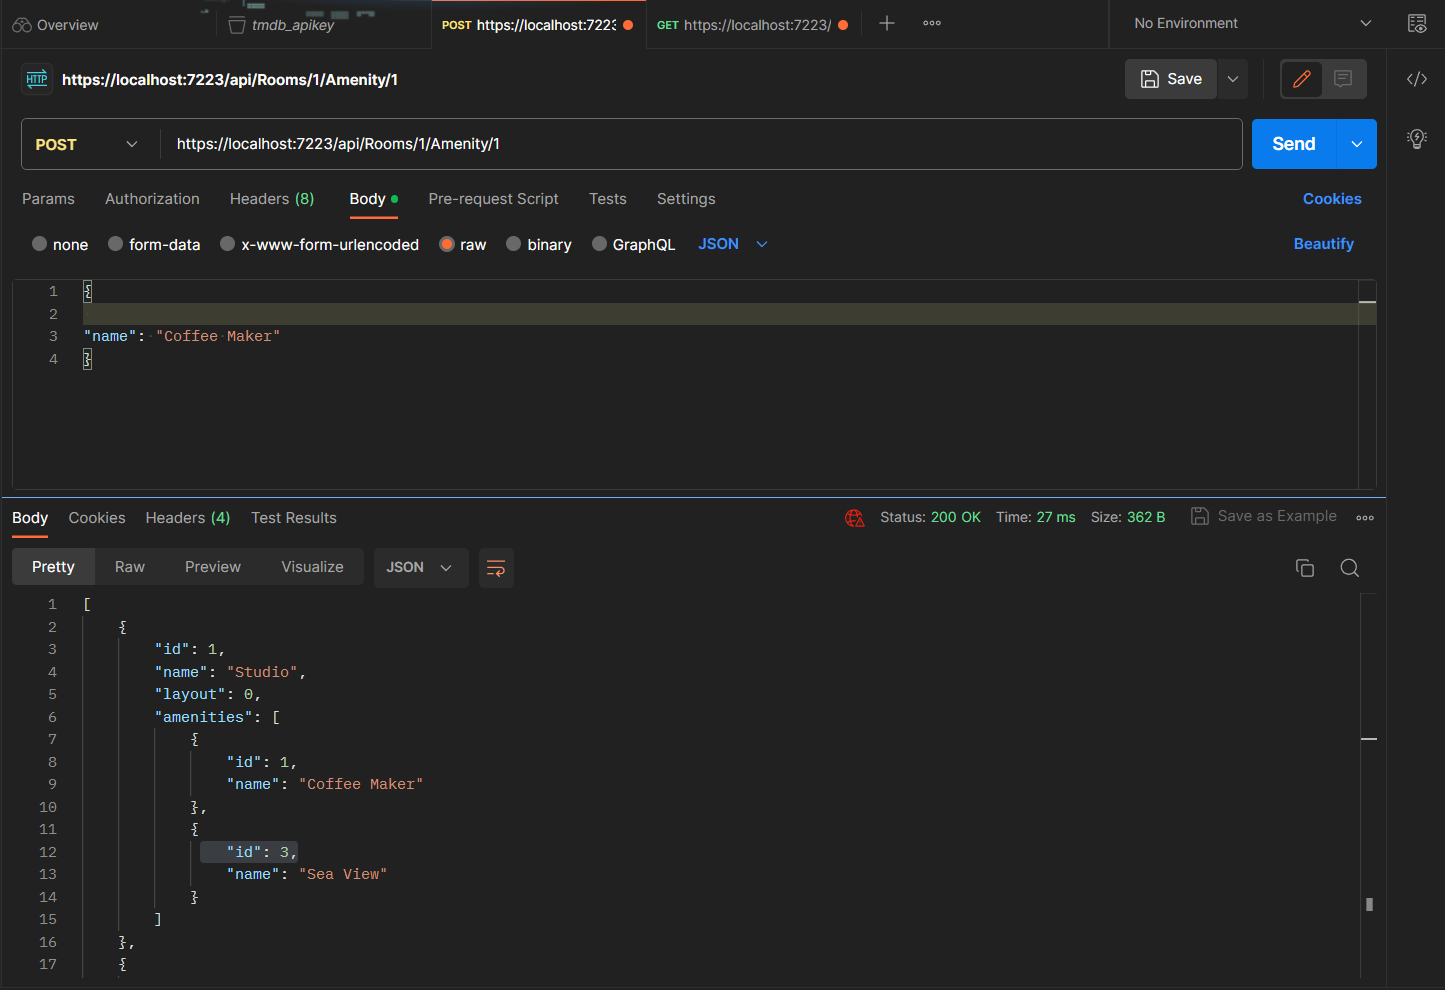 Overview
tmdb_apikey
POST https://localhost:7223
GET https://localhost:7223/
No Environment
HTTP
https://localhost:7223/api/Rooms/1/Amenity/1
Save
POST
https://localhost:7223/api/Rooms/1/Amenity/1
Send
Params Authorization Headers (8) Body Pre-request Script Tests Settings Cookies
none form-data x-www-form-urlencoded raw binary GraphQL JSON Beautify
1 {
2
3 "name": "Coffee Maker"
4 }
Body Cookies Headers (4) Test Results Status: 200 OK Time: 27 ms Size: 362 B Save as Example
Pretty Raw Preview Visualize JSON
1 [
2 {
3 "id": 1,
4 "name": "Studio",
5 "layout": 0,
6 "amenities": [
7 {
8 "id": 1,
9 "name": "Coffee Maker"
10 },
11 {
12 "id": 3,
13 "name": "Sea View"
14 }
15 ]
16 },
17 {